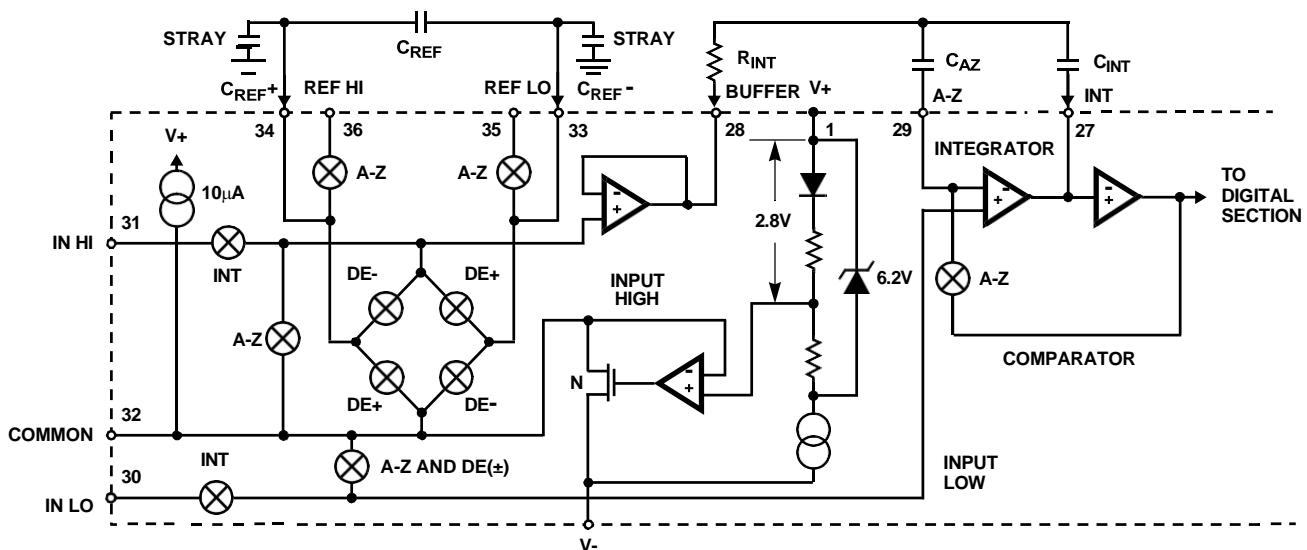 STRAY
CREF
STRAY
RINT
CAZ
CINT
CREF+
REF HI
REF LO
CREF-
BUFFER
V+
A-Z
INT
34
36
35
33
28
1
29
27
V+
10µA
A-Z
A-Z
INTEGRATOR
TO DIGITAL SECTION
31
IN HI
INT
2.8V
DE-
DE+
INPUT HIGH
6.2V
A-Z
A-Z
N
COMPARATOR
DE+
DE-
32
COMMON
INT
A-Z AND DE(±)
30
IN LO
INPUT LOW
V-
-
+
-
+
-
+
-